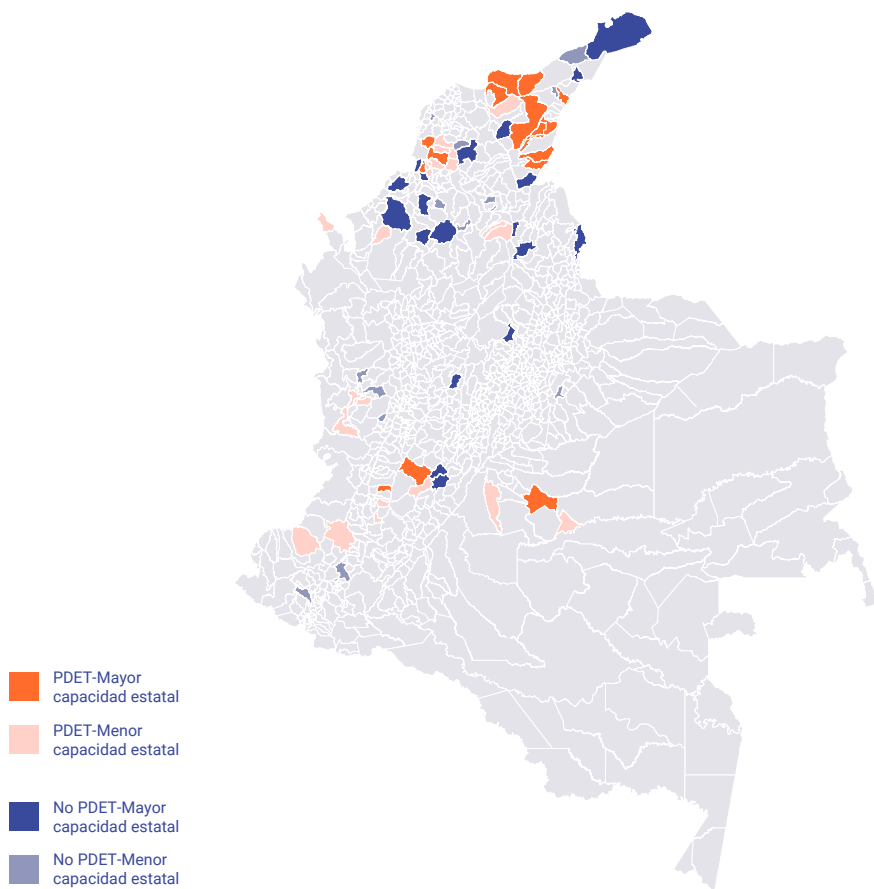 PDET-Mayor
capacidad estatal
PDET-Menor
capacidad estatal
No PDET-Mayor
capacidad estatal
No PDET-Menor
capacidad estatal